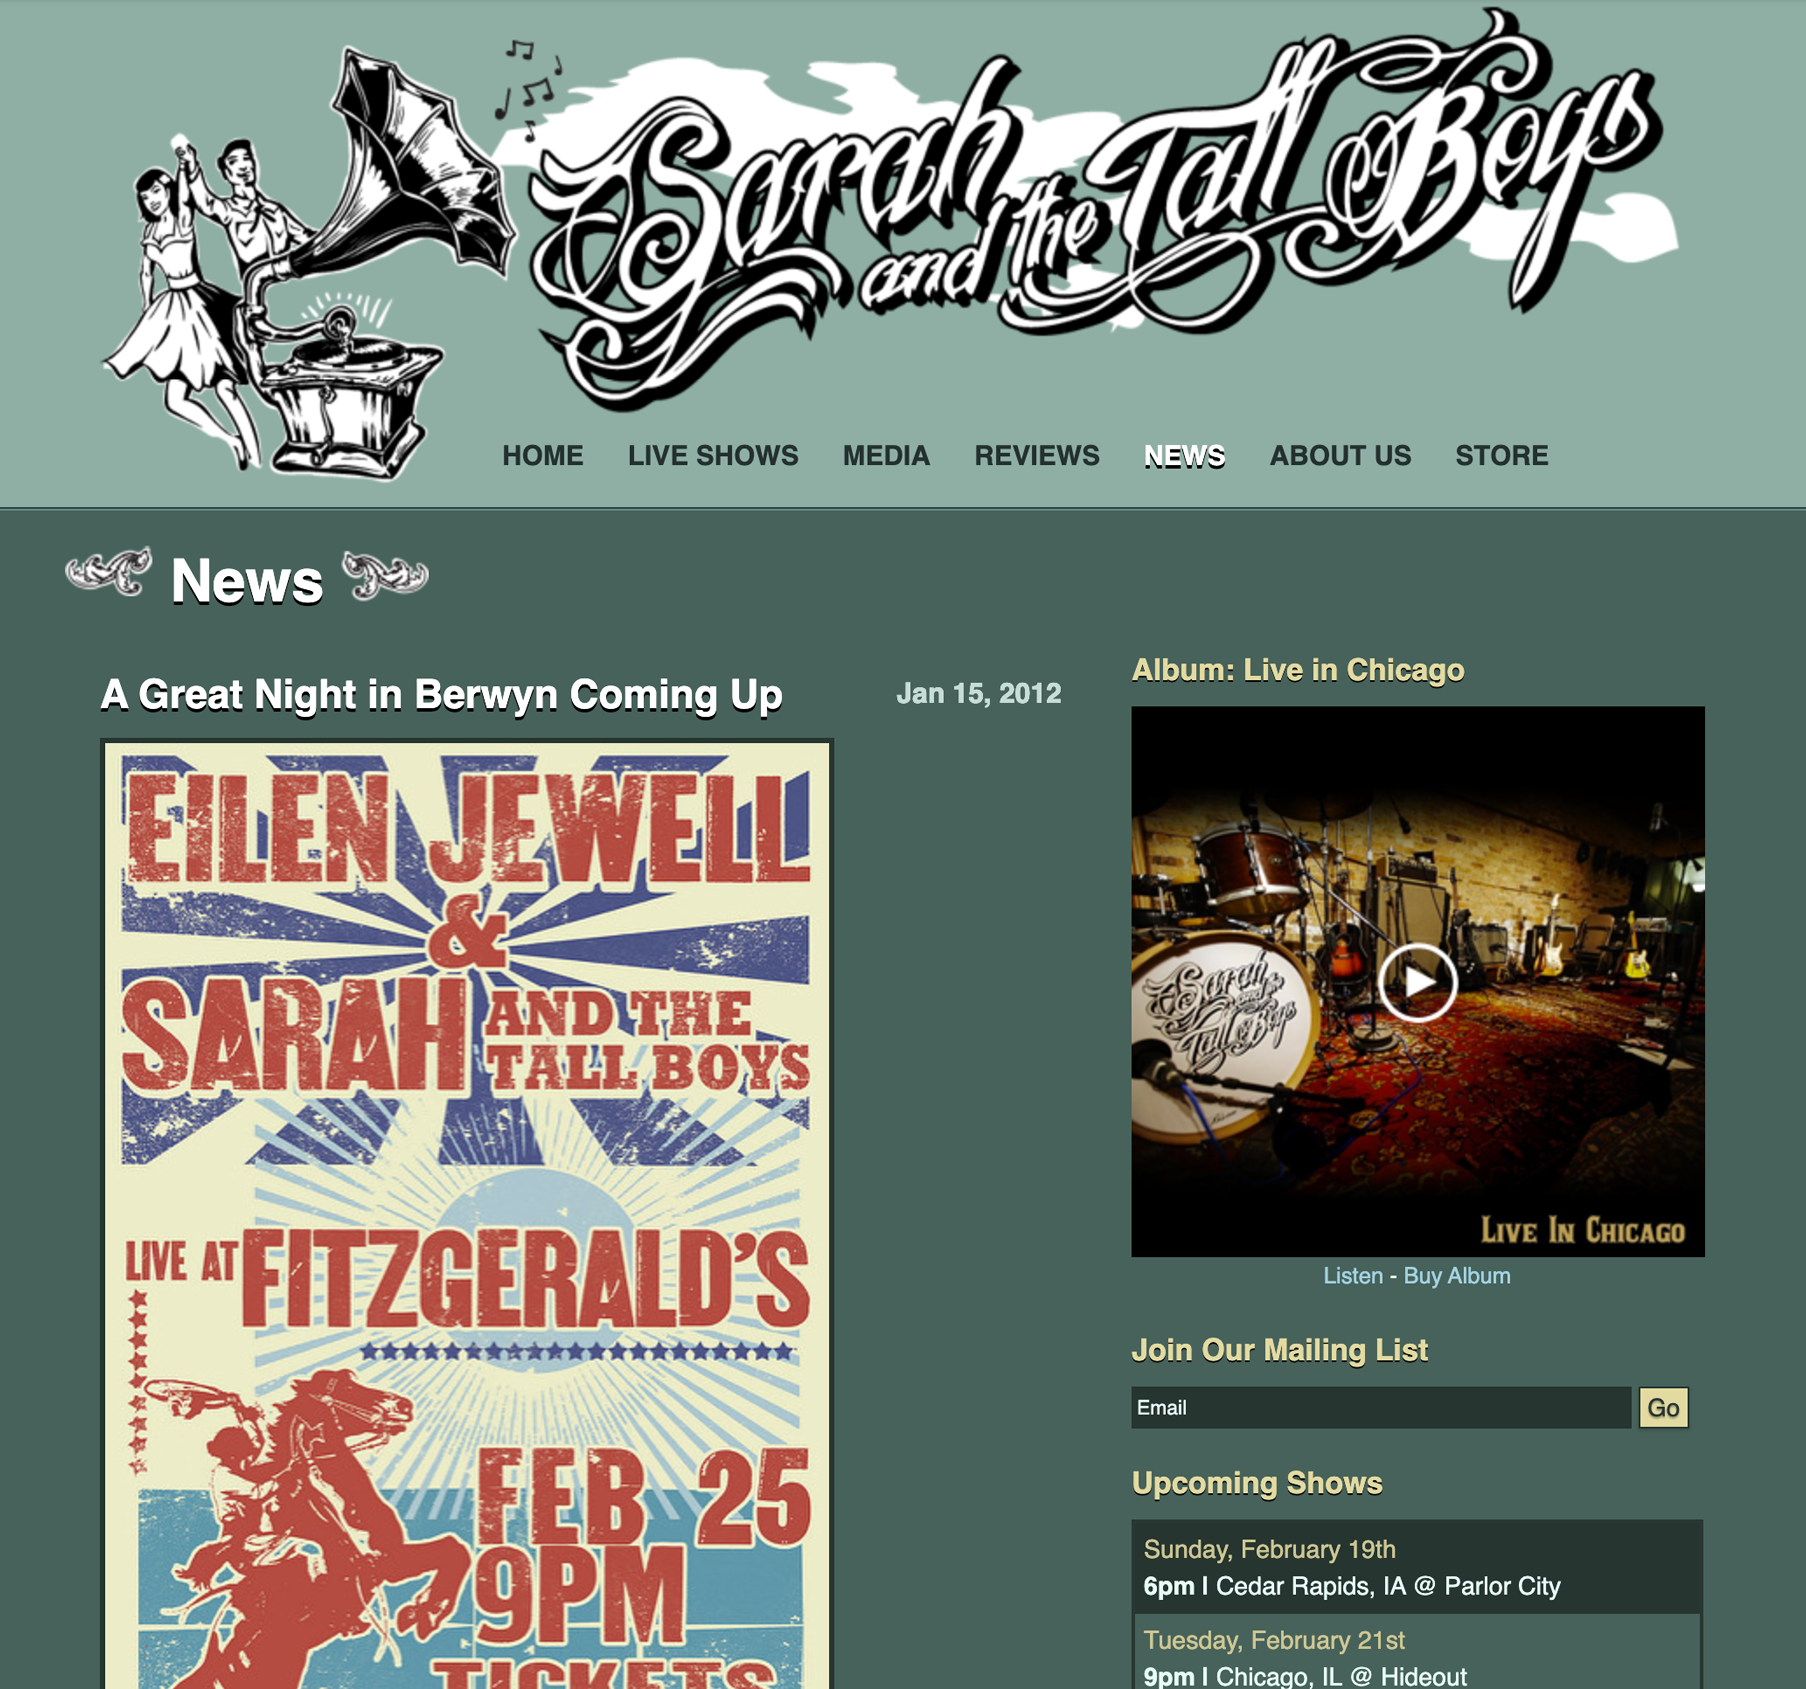 Sarah and the Tall Boys
HOME LIVE SHOWS MEDIA REVIEWS NEWS ABOUT US STORE
News
A Great Night in Berwyn Coming Up
Jan 15, 2012
EILEN JEWELL
&
SARAH AND THE
TALL BOYS
LIVE AT FITZGERALD'S
FEB 25
9PM
TICKETS
Album: Live in Chicago
Sarah
and the
Tall Boys
LIVE IN CHICAGO
Listen - Buy Album
Join Our Mailing List
Email
Go
Upcoming Shows
Sunday, February 19th
6pm | Cedar Rapids, IA @ Parlor City
Tuesday, February 21st
9pm | Chicago, IL @ Hideout